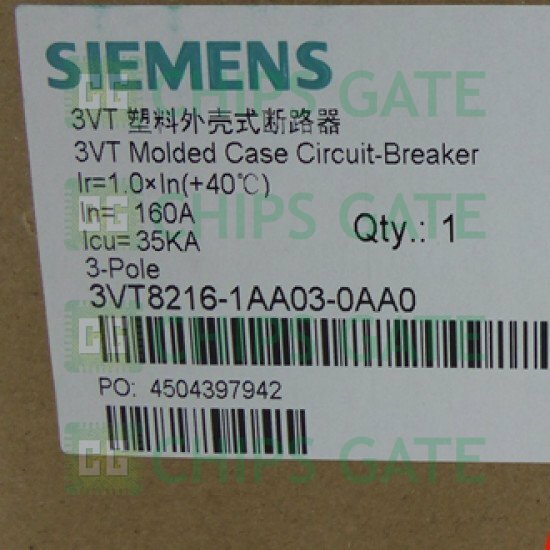 SIEMENS
3VT 塑料外壳式断路器
3VT Molded Case Circuit-Breaker
Ir=1.0×In(+40℃)
In= 160A
Icu= 35KA
Qty.: 1
3-Pole
3VT8216-1AA03-0AA0
PO: 4504397942
CHIPS GATE
CHIPS GATE
CHIPS GATE
CHIPS GATE